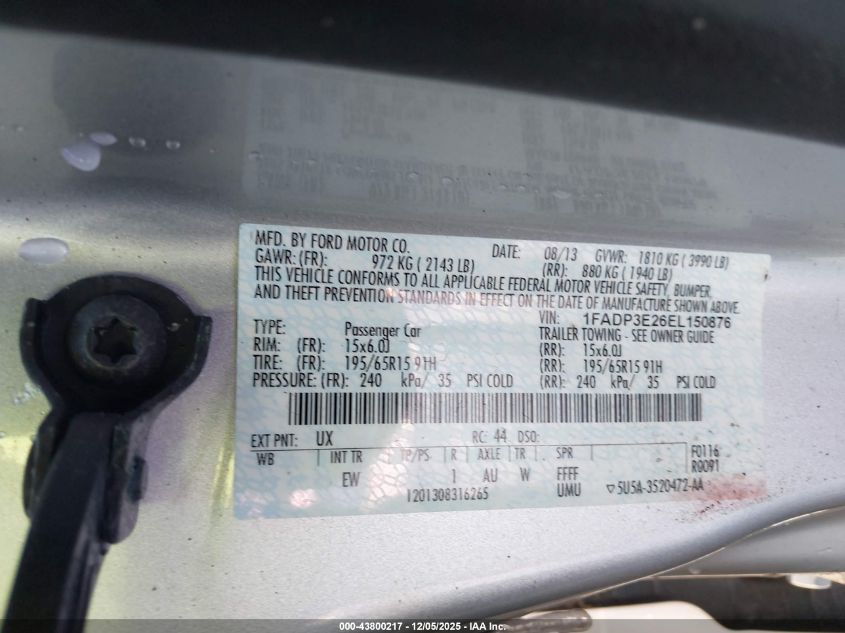 MFD. BY FORD MOTOR CO. DATE: 08/13 GVWR: 1810 KG ( 3990 LB)
GAWR: (FR): 972 KG ( 2143 LB) (RR): 880 KG ( 1940 LB)
THIS VEHICLE CONFORMS TO ALL APPLICABLE FEDERAL MOTOR VEHICLE SAFETY, BUMPER,
AND THEFT PREVENTION STANDARDS IN EFFECT ON THE DATE OF MANUFACTURE SHOWN ABOVE.
VIN: 1FADP3E26EL150876
TYPE: Passenger Car TRAILER TOWING - SEE OWNER GUIDE
RIM: (FR): 15x6.0J (RR): 15x6.0J
TIRE: (FR): 195/65R15 91H (RR): 195/65R15 91H
PRESSURE: (FR): 240 kPa/ 35 PSI COLD (RR): 240 kPa/ 35 PSI COLD
EXT PNT: UX RC: 44 DSO:
WB INT TR TP/PS R AXLE TR SPR F0116
EW 1 AU W FFFF R0091
I201308316265 UMU ▽5U5A-3520472-AA
000-43800217 - 12/05/2025 - IAA Inc.